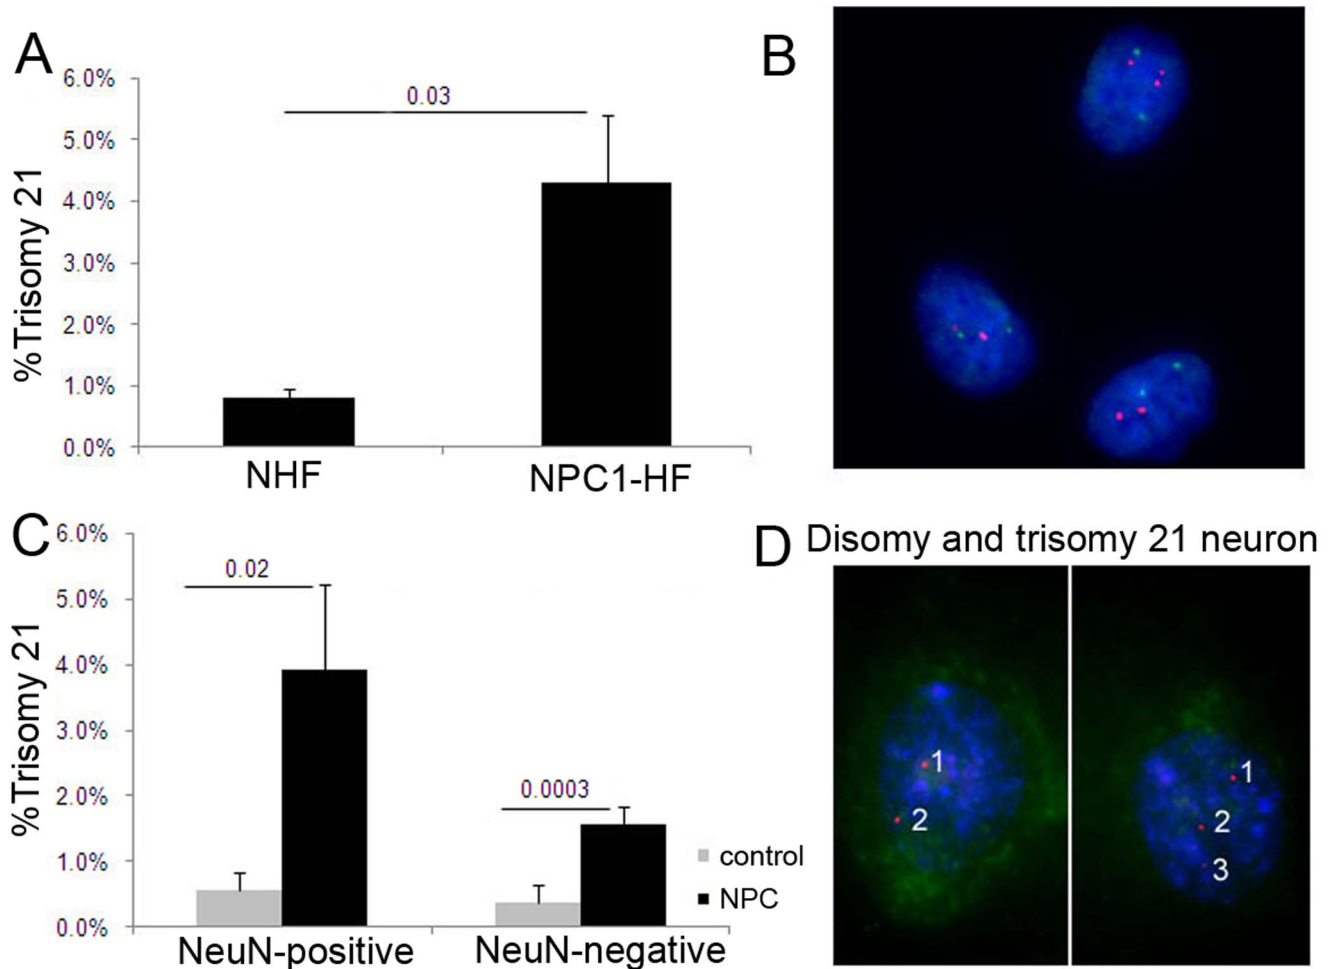 A
%Trisomy 21
6.0%
5.0%
4.0%
3.0%
2.0%
1.0%
0.0%
0.03
NHF
NPC1-HF
B
C
%Trisomy 21
6.0%
5.0%
4.0%
3.0%
2.0%
1.0%
0.0%
0.02
0.0003
control
NPC
NeuN-positive
NeuN-negative
D
Disomy and trisomy 21 neuron
1
2
1
2
3